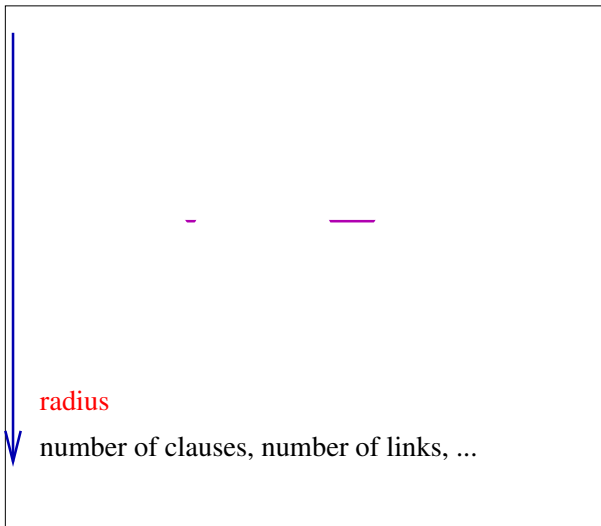 radius
number of clauses, number of links, ...